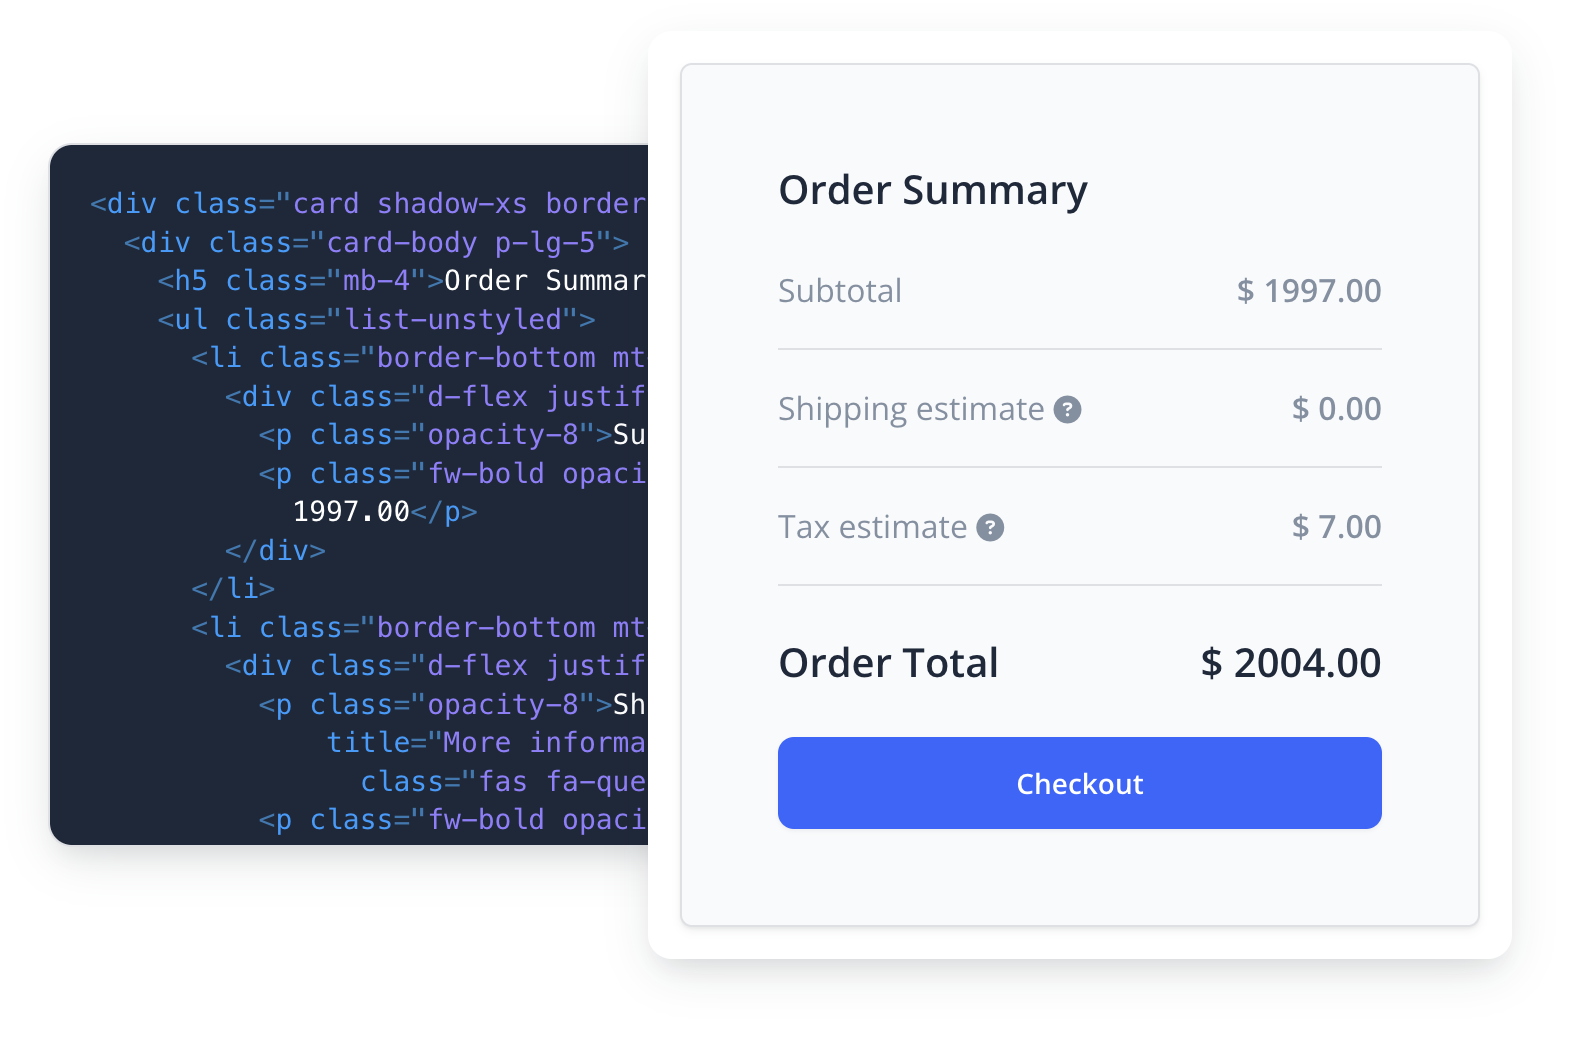 <div class="card shadow-xs border
<div class="card-body p-lg-5">
<h5 class="mb-4">Order Summar
<ul class="list-unstyled">
<li class="border-bottom mt
<div class="d-flex justif
<p class="opacity-8">Su
<p class="fw-bold opaci
1997.00</p>
</div>
</li>
<li class="border-bottom mt
<div class="d-flex justif
<p class="opacity-8">Sh
title="More informa
class="fas fa-que
<p class="fw-bold opaci
Order Summary
Subtotal $ 1997.00
Shipping estimate ? $ 0.00
Tax estimate ? $ 7.00
Order Total $ 2004.00
Checkout